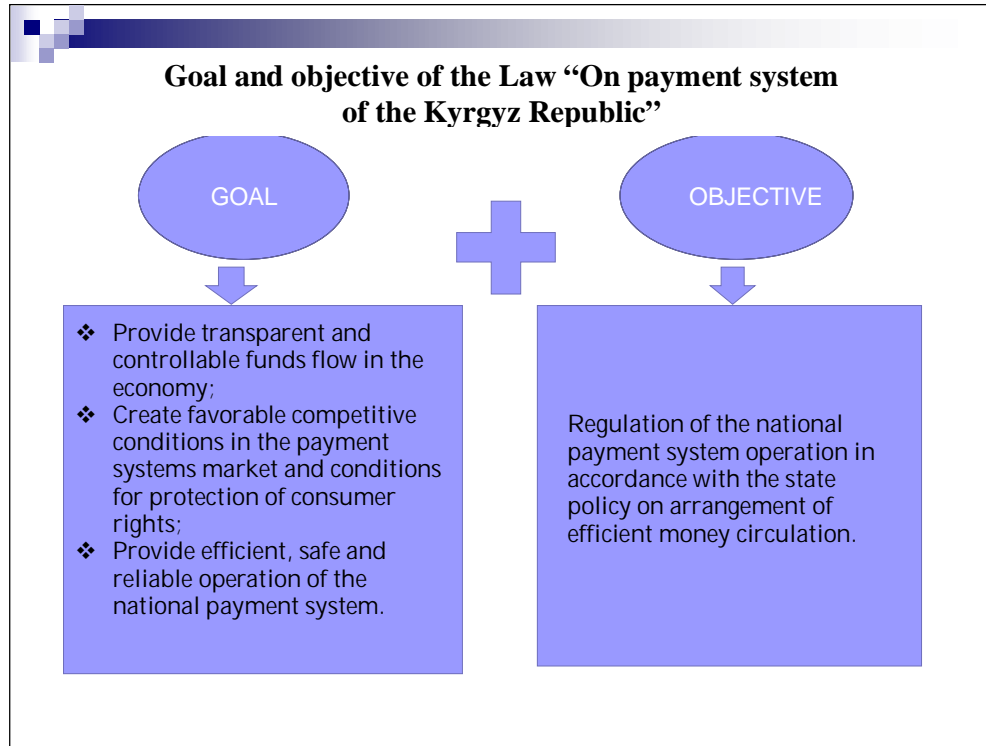 Goal and objective of the Law “On payment system
of the Kyrgyz Republic”
GOAL
❖ Provide transparent and
controllable funds flow in the
economy;
❖ Create favorable competitive
conditions in the payment
systems market and conditions
for protection of consumer
rights;
❖ Provide efficient, safe and
reliable operation of the
national payment system.
OBJECTIVE
Regulation of the national
payment system operation in
accordance with the state
policy on arrangement of
efficient money circulation.